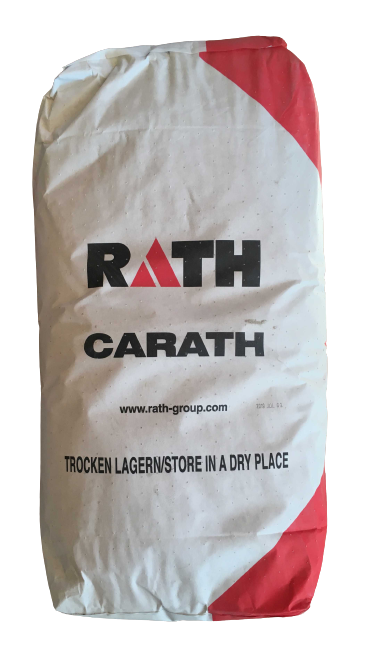 RATH
CARATH
www.rath-group.com
TROCKEN LAGERN/STORE IN A DRY PLACE